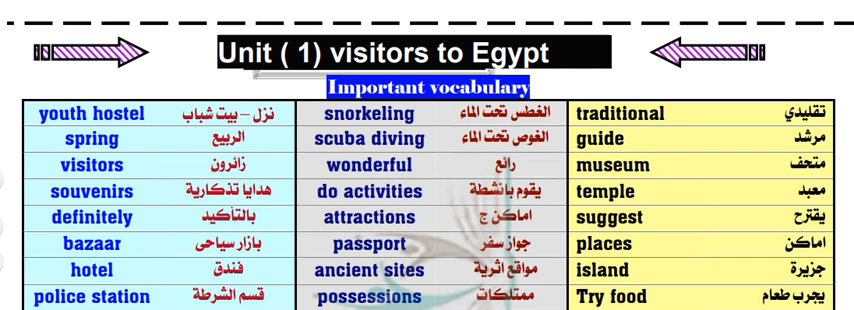 Unit ( 1) visitors to Egypt
Important vocabulary
youth hostel نزل – بيت شباب snorkeling الغطس تحت الماء traditional تقليدي
spring الربيع scuba diving الغوص تحت الماء guide مرشد
visitors زائرون wonderful رائع museum متحف
souvenirs هدايا تذكارية do activities يقوم بانشطة temple معبد
definitely بالتأكيد attractions اماكن ج suggest يقترح
bazaar بازار سياحى passport جواز سفر places اماكن
hotel فندق ancient sites مواقع اثرية island جزيرة
police station قسم الشرطة possessions ممتلكات Try food يجرب طعام